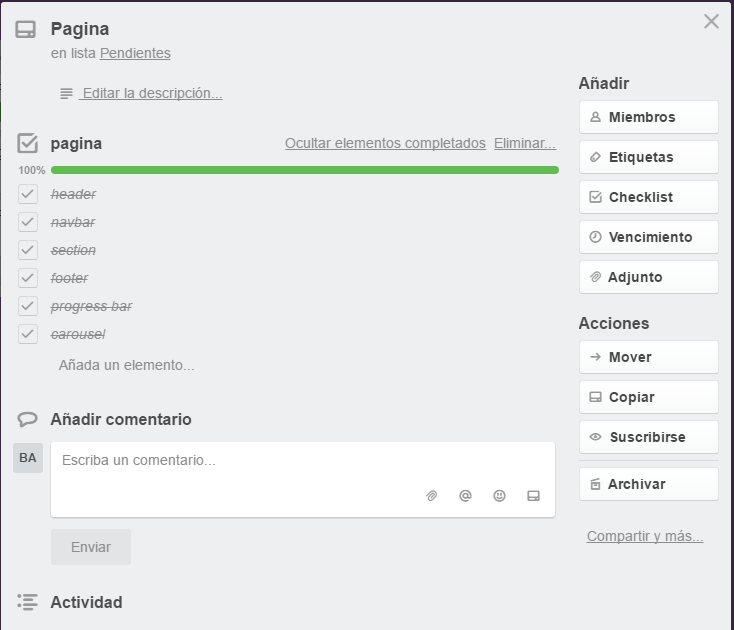 Pagina
en lista Pendientes
Editar la descripción...
pagina
Ocultar elementos completados Eliminar...
100%
header
navbar
section
footer
progress bar
carousel
Añada un elemento...
Añadir comentario
BA
Escriba un comentario...
Enviar
Actividad
Añadir
Miembros
Etiquetas
Checklist
Vencimiento
Adjunto
Acciones
Mover
Copiar
Suscribirse
Archivar
Compartir y más...